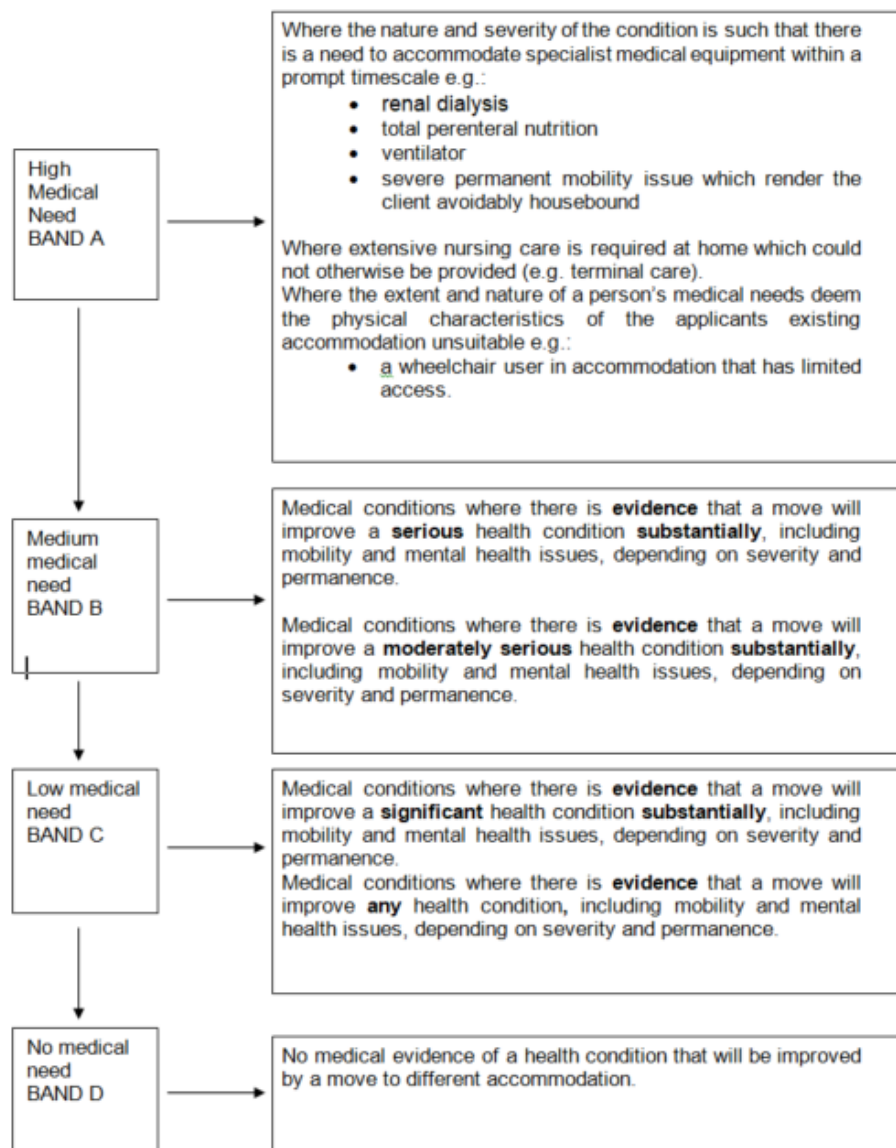 High
Medical
Need
BAND A
Where the nature and severity of the condition is such that there
is a need to accommodate specialist medical equipment within a
prompt timescale e.g.:
• renal dialysis
• total perenteral nutrition
• ventilator
• severe permanent mobility issue which render the
client avoidably housebound
Where extensive nursing care is required at home which could
not otherwise be provided (e.g. terminal care).
Where the extent and nature of a person's medical needs deem
the physical characteristics of the applicants existing
accommodation unsuitable e.g.:
• a wheelchair user in accommodation that has limited
access.
Medium
medical
need
BAND B
Medical conditions where there is evidence that a move will
improve a serious health condition substantially, including
mobility and mental health issues, depending on severity and
permanence.
Medical conditions where there is evidence that a move will
improve a moderately serious health condition substantially,
including mobility and mental health issues, depending on
severity and permanence.
Low medical
need
BAND C
Medical conditions where there is evidence that a move will
improve a significant health condition substantially, including
mobility and mental health issues, depending on severity and
permanence.
Medical conditions where there is evidence that a move will
improve any health condition, including mobility and mental
health issues, depending on severity and permanence.
No medical
need
BAND D
No medical evidence of a health condition that will be improved
by a move to different accommodation.